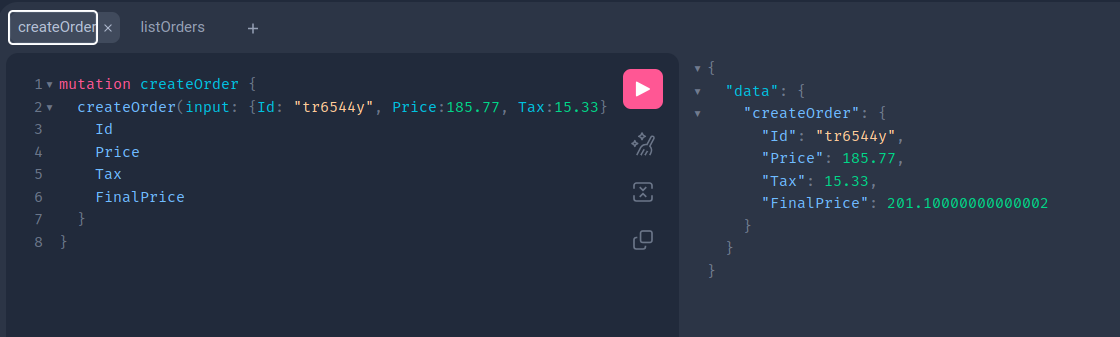 createOrder × listOrders +
1 mutation createOrder {
2 createOrder(input: {Id: "tr6544y", Price:185.77, Tax:15.33}
3 Id
4 Price
5 Tax
6 FinalPrice
7 }
8 }
{
"data": {
"createOrder": {
"Id": "tr6544y",
"Price": 185.77,
"Tax": 15.33,
"FinalPrice": 201.10000000000002
}
}
}